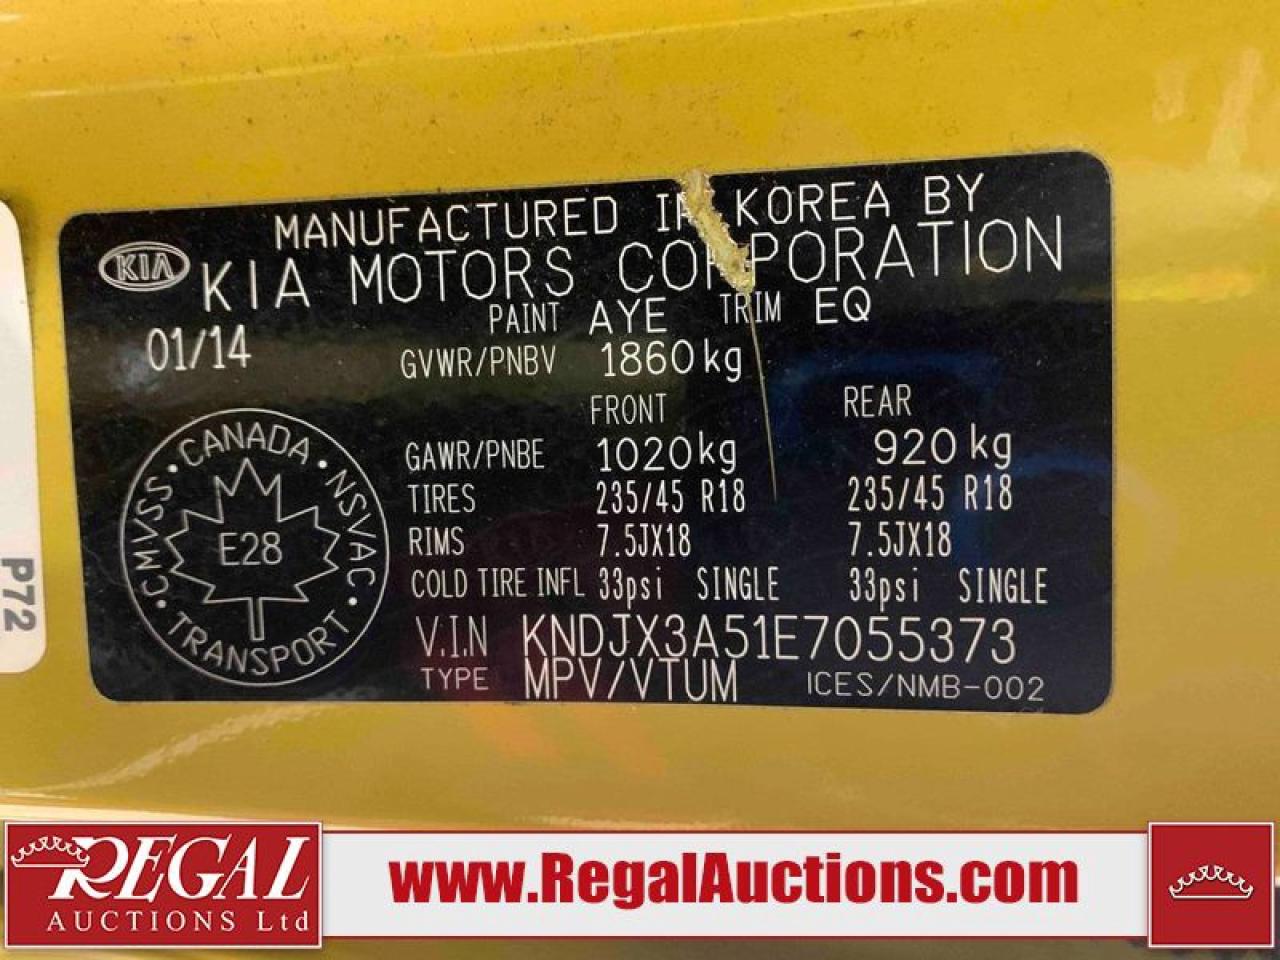 MANUFACTURED IN KOREA BY
KIA
KIA MOTORS CORPORATION
PAINT AYE TRIM EQ
01/14
GVWR/PNBV 1860kg
FRONT REAR
GAWR/PNBE 1020kg 920kg
TIRES 235/45 R18 235/45 R18
RIMS 7.5JX18 7.5JX18
COLD TIRE INFL 33psi SINGLE 33psi SINGLE
V.I.N KNDJX3A51E7055373
TYPE MPV/VTUM ICES/NMB-002
CANADA · NSVAC · TRANSPORT · CMVSS ·
E28
P72
REGAL
AUCTIONS Ltd
www.RegalAuctions.com